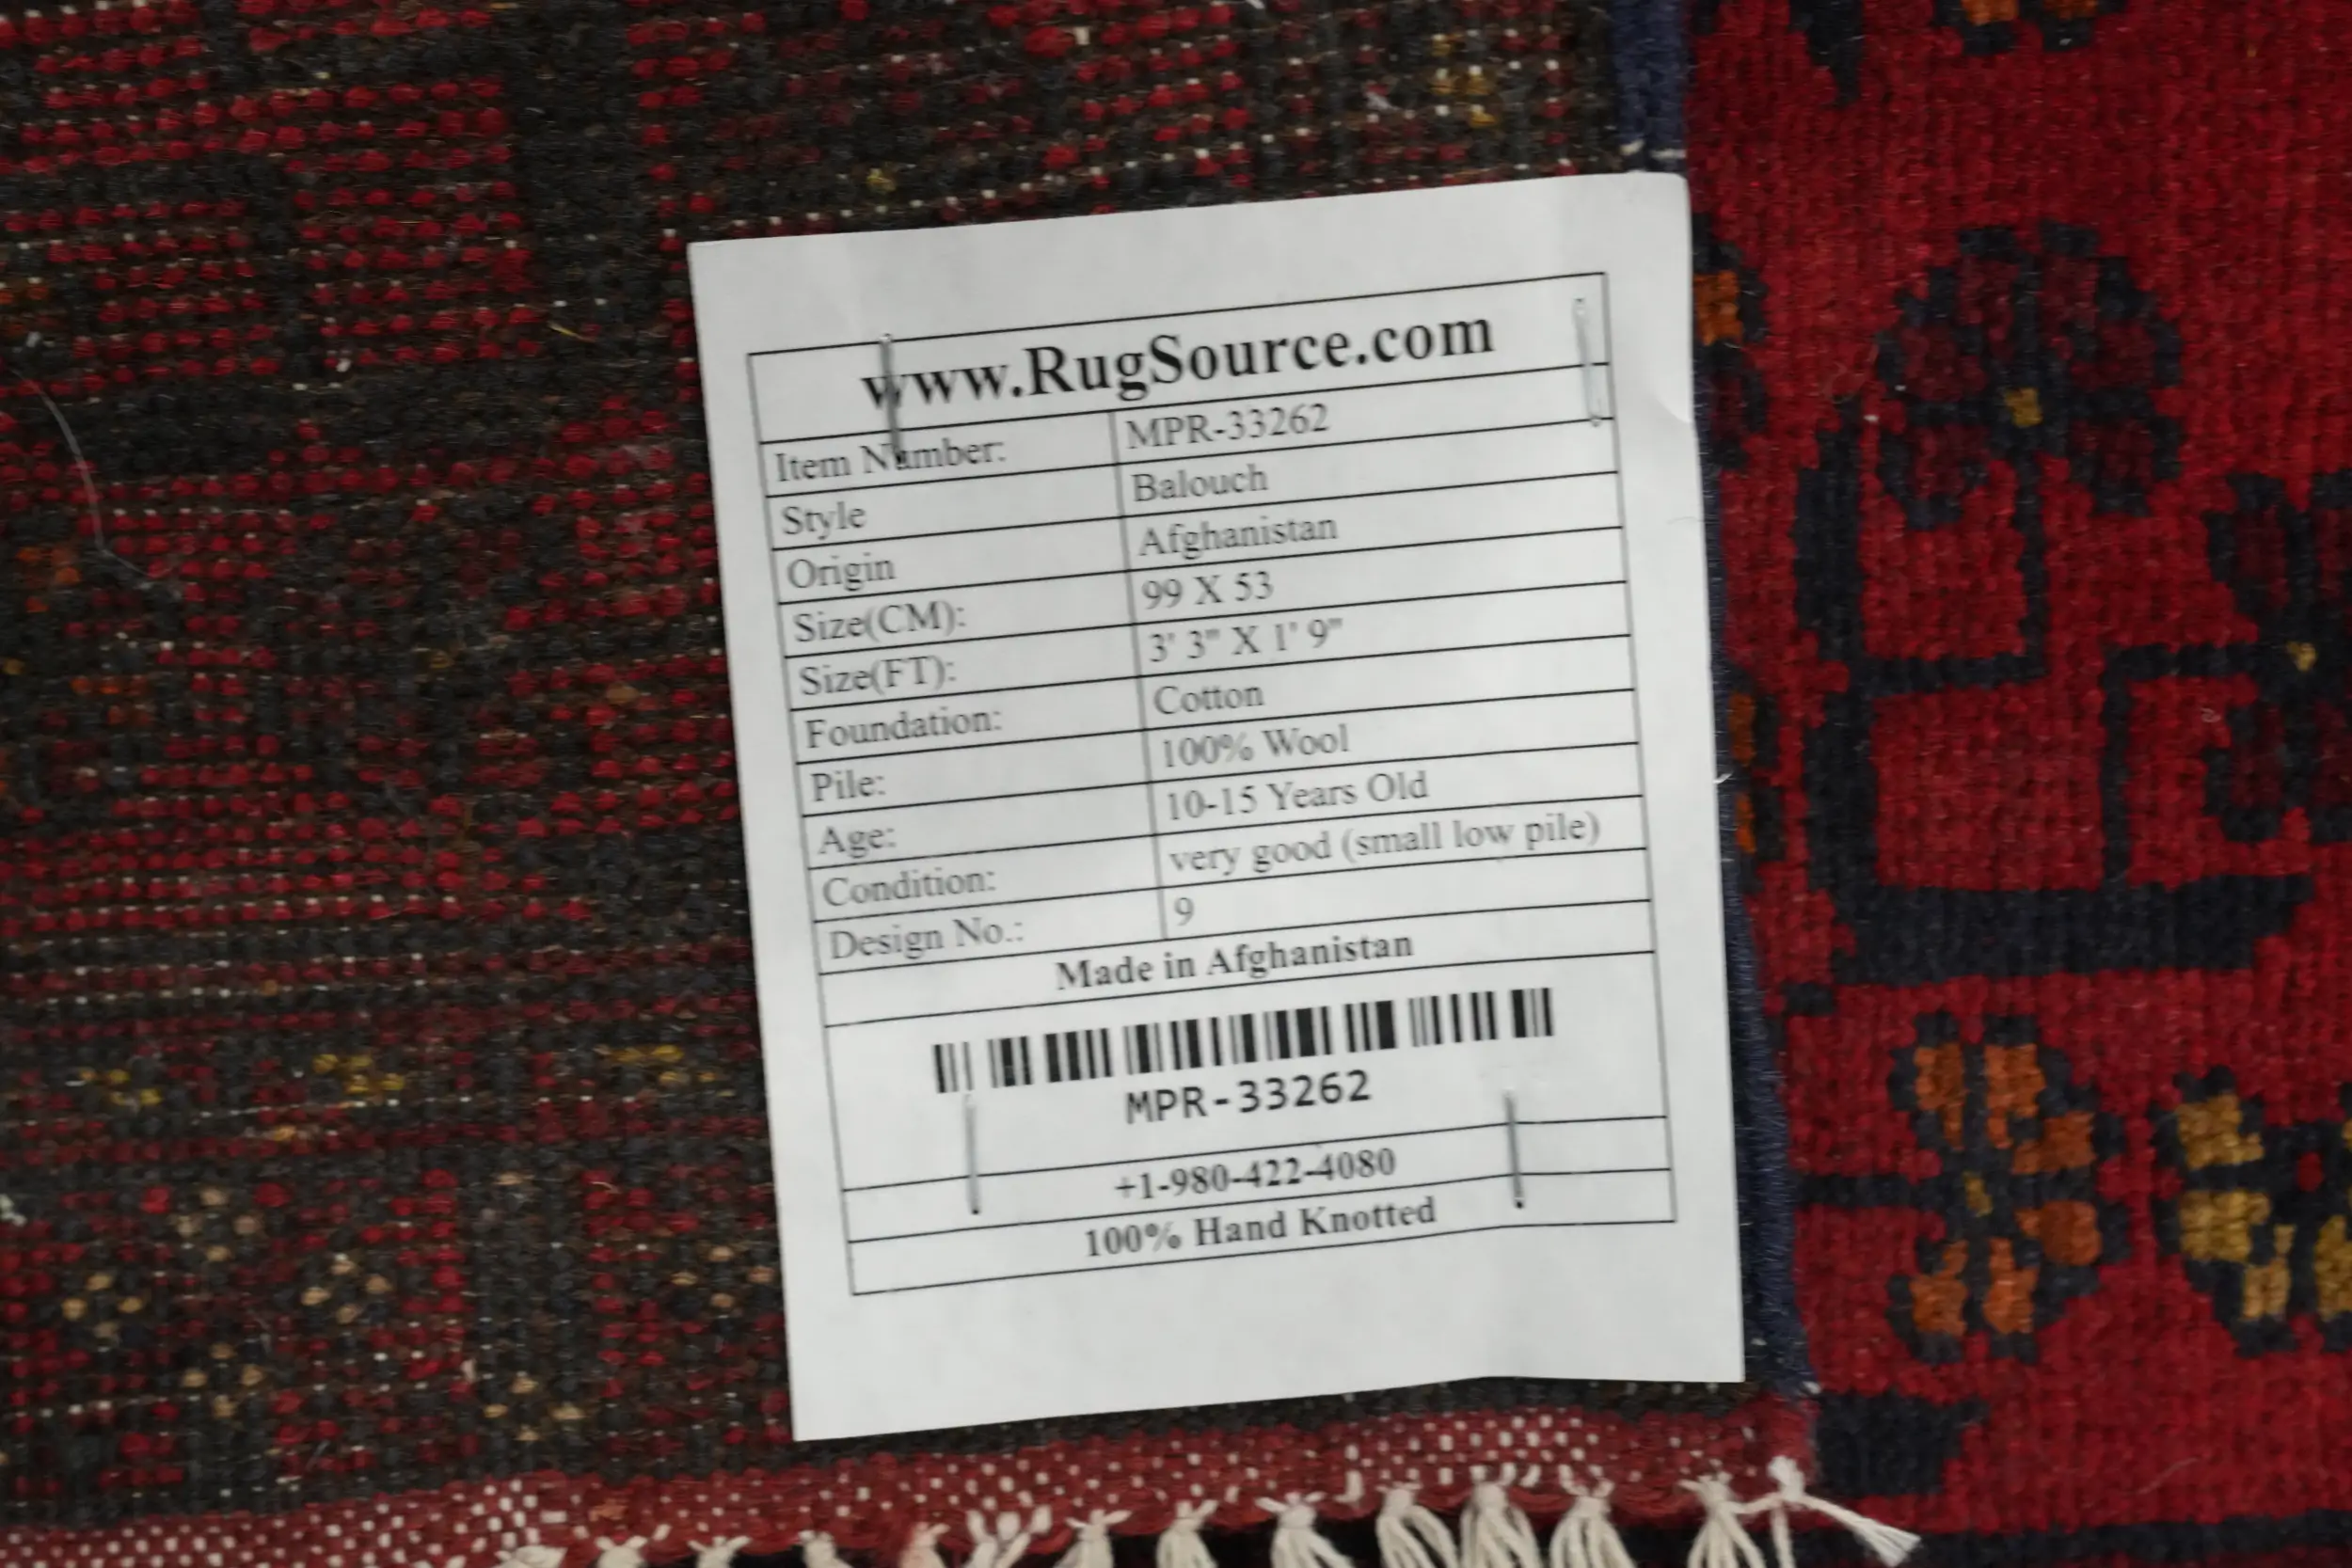 www.RugSource.com
Item Number: MPR-33262
Style Balouch
Origin Afghanistan
Size(CM): 99 X 53
Size(FT): 3' 3" X 1' 9"
Foundation: Cotton
Pile: 100% Wool
Age: 10-15 Years Old
Condition: very good (small low pile)
Design No.: 9
Made in Afghanistan
MPR-33262
+1-980-422-4080
100% Hand Knotted